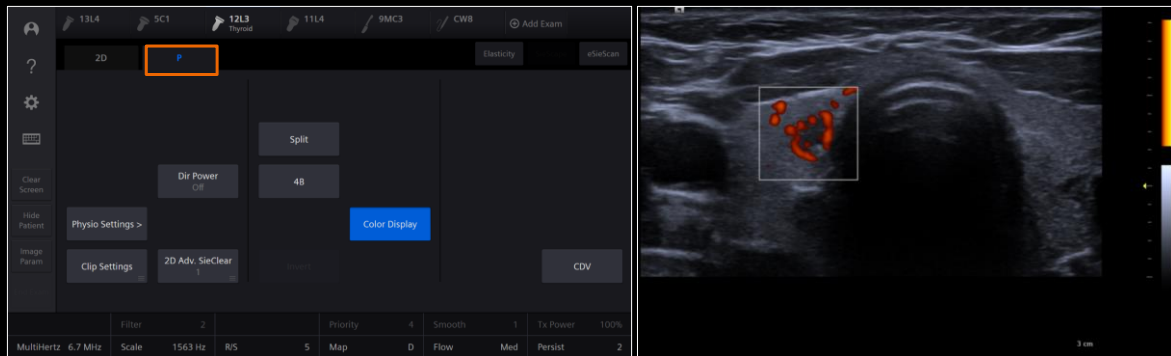 13L4
5C1
12L3
Thyroid
11L4
9MC3
CW8
Add Exam
2D
P
Elasticity
eSieScan
?
Split
Clear
Screen
Dir Power
Off
4B
Hide
Patient
Physio Settings >
Color Display
Image
Param
Clip Settings
2D Adv. SieClear
1
Invert
CDV
Filter 2 Priority 4 Smooth 1 Tx Power 100%
MultiHertz 6.7 MHz Scale 1563 Hz R/S 5 Map D Flow Med Persist 2
3 cm